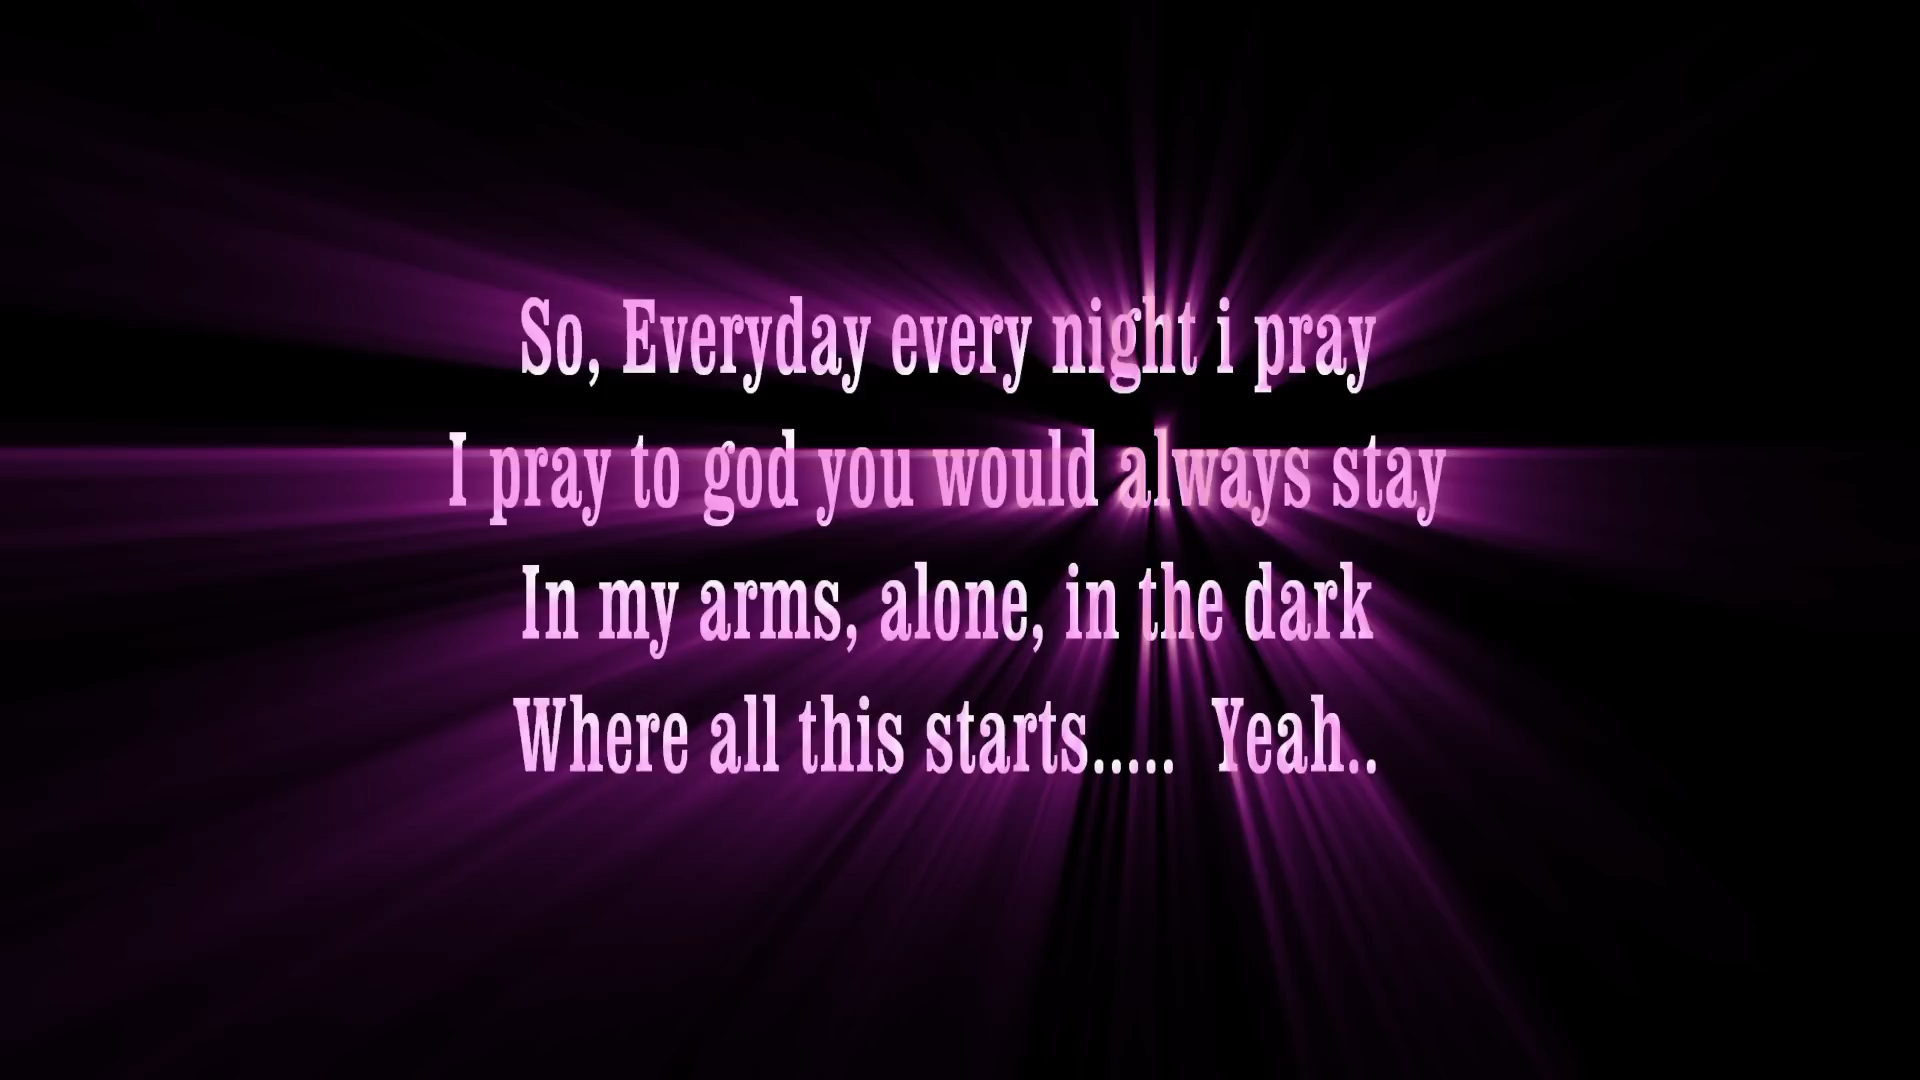 So, Everyday every night i pray
I pray to god you would always stay
In my arms, alone, in the dark
Where all this starts..... Yeah..